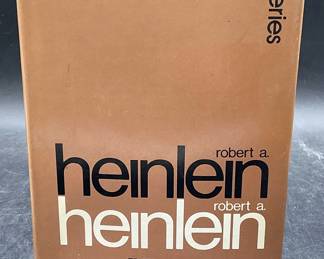 eries
robert a.
heinlein
robert a.
heinlein